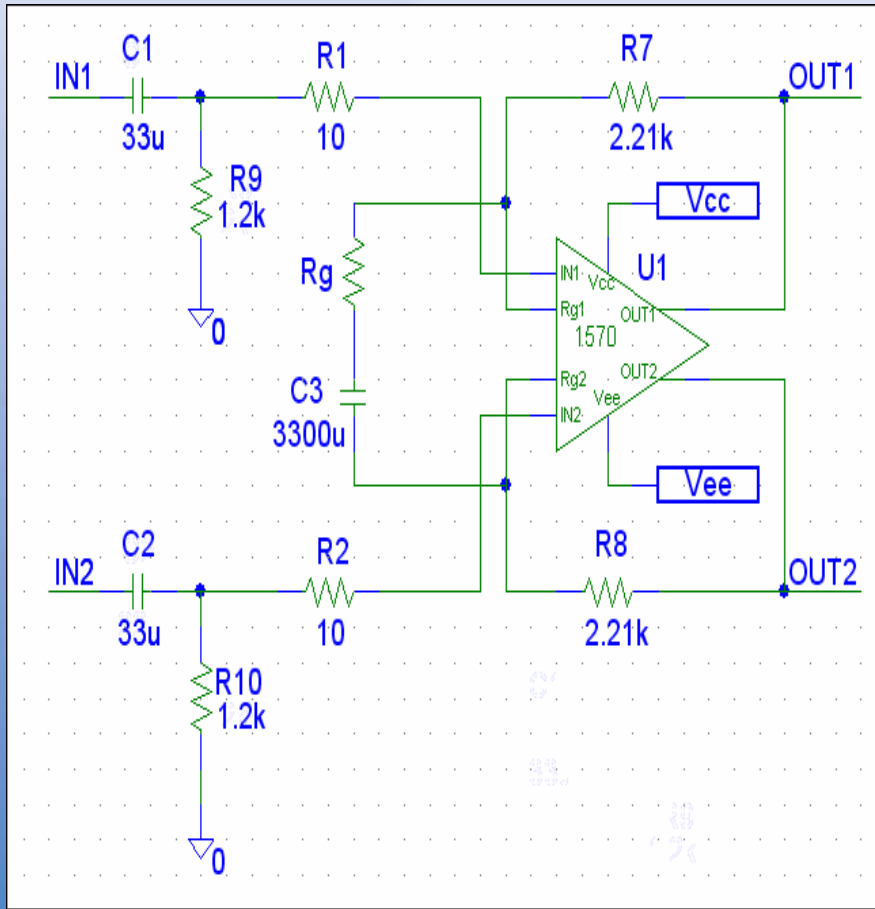 C1
R1
R7
IN1
OUT1
33u
10
2.21k
R9
1.2k
Vcc
Rg
U1
IN1
Vcc
Rg1
OUT1
1570
0
Rg2
OUT2
Vee
IN2
C3
3300u
Vee
C2
R2
R8
IN2
OUT2
33u
10
2.21k
R10
1.2k
0